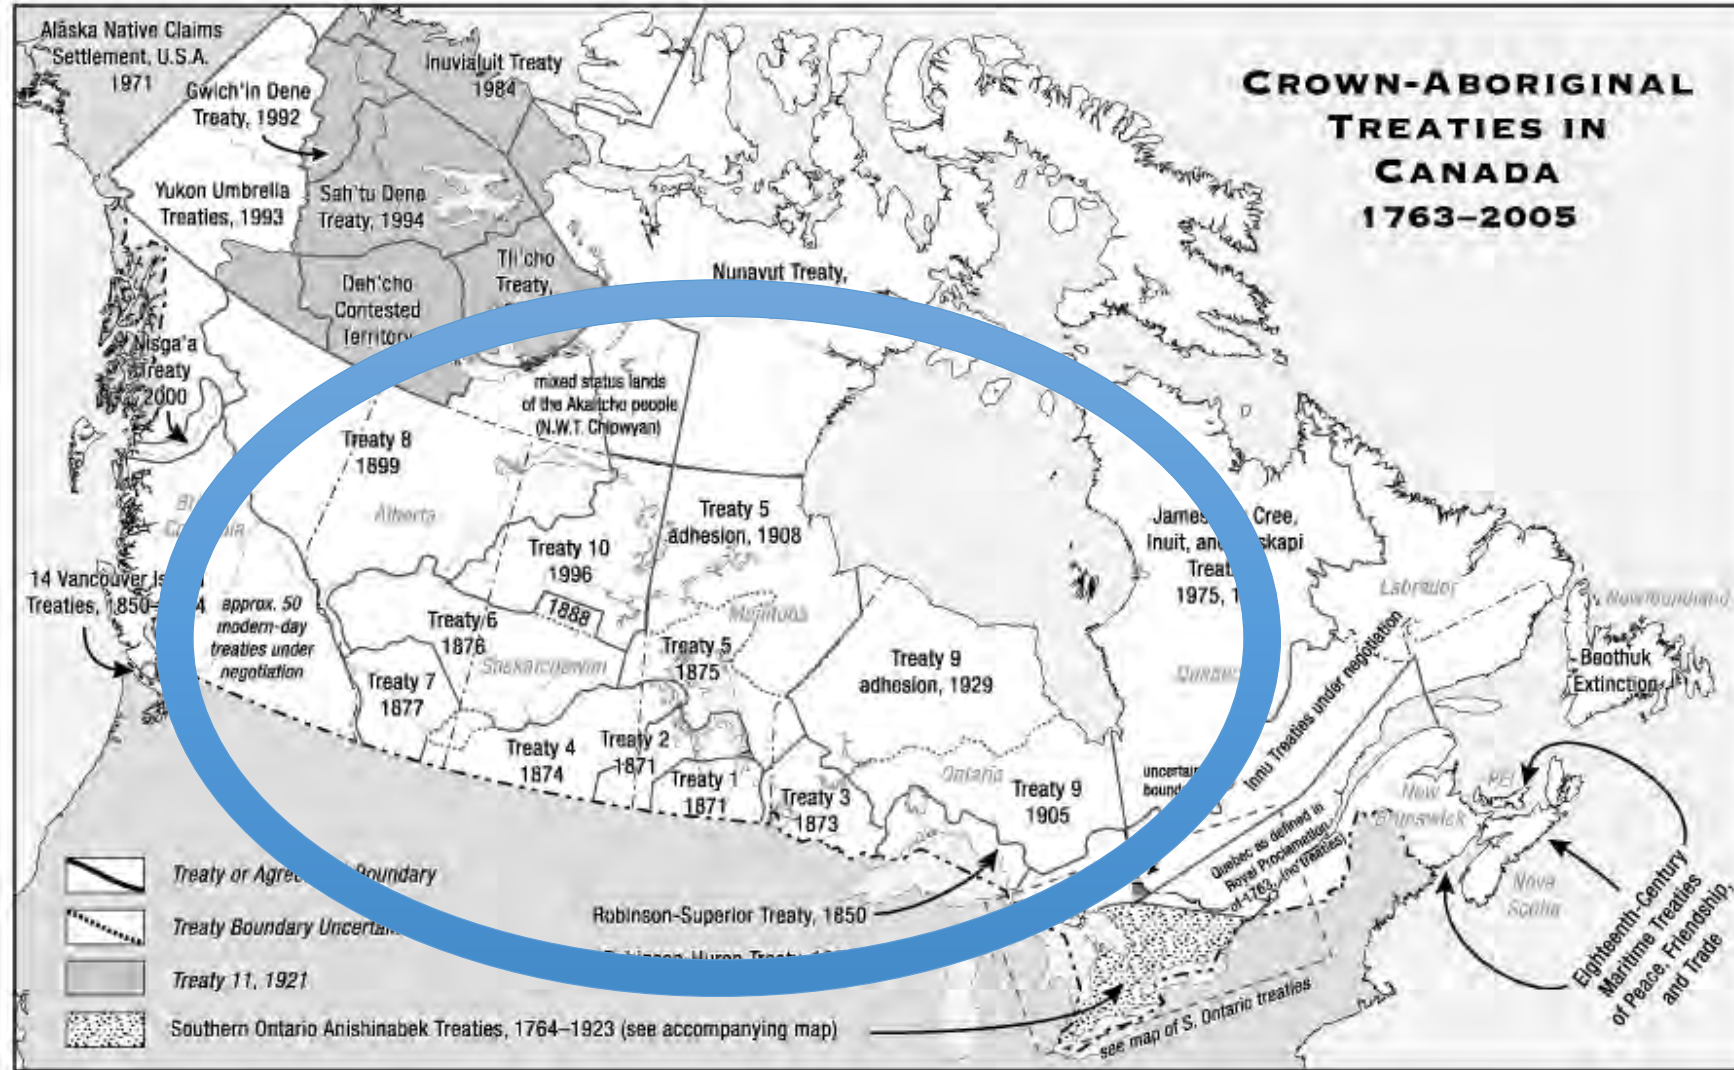 Alaska Native Claims
Settlement, U.S.A.
1971
Gwich'in Dene
Treaty, 1992
Inuvialuit Treaty
1984
CROWN-ABORIGINAL
TREATIES IN
CANADA
1763–2005
Yukon Umbrella
Treaties, 1993
Sah'tu Dene
Treaty, 1994
Deh'cho
Contested
Territory
Tli'cho
Treaty,
Nunavut Treaty,
Nisga'a
Treaty
2000
mixed status lands
of the Akaitcho people
(N.W.T. Chipwyan)
Treaty 8
1899
Alberta
Treaty 5
adhesion, 1908
Treaty 10
1996
1888
James Cree,
Inuit, and
1975,
14 Vancouver
Treaties, 1850–
approx. 50
modern-day
treaties under
negotiation
Treaty 6
1876
Saskatchewan
Manitoba
Treaty 5
1875
Treaty 7
1877
Treaty 9
adhesion, 1929
Labrador
Newfoundland
Beothuk
Extinction
Innu Treaties under negotiation
Treaty 4
1874
Treaty 2
1871
Treaty 1
1871
Treaty 3
1873
Ontario
Treaty 9
1905
Quebec as defined in
Royal Proclamation
of 1763 (no treaties)
PEI
New
Brunswick
Nova
Scotia
Eighteenth-Century
Maritime Treaties
of Peace, Friendship,
and Trade
Treaty or Boundary
Treaty Boundary
Treaty 11, 1921
Southern Ontario Anishinabek Treaties, 1764–1923 (see accompanying map)
Robinson-Superior Treaty, 1850
see map of S. Ontario treaties